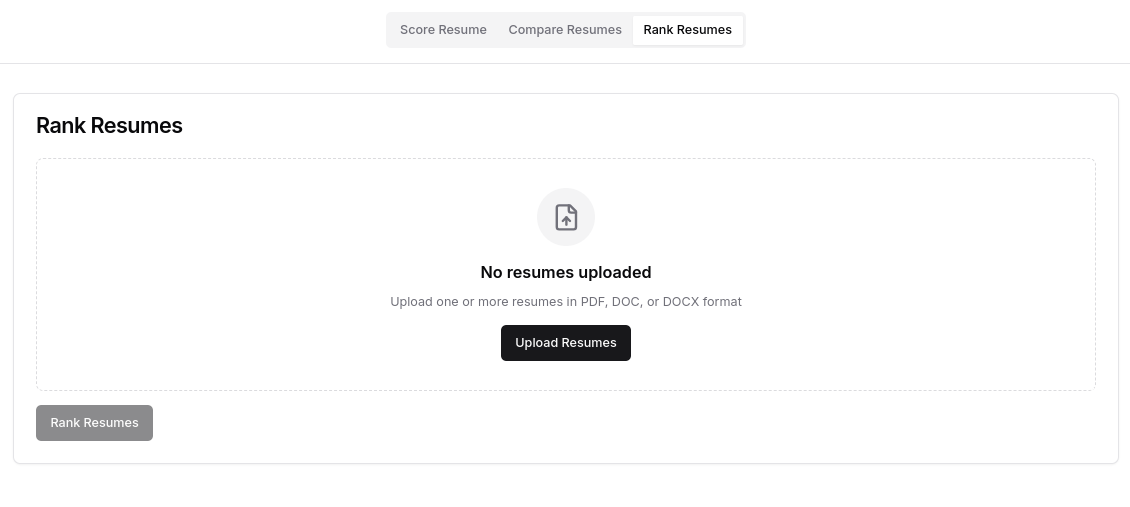 Score Resume
Compare Resumes
Rank Resumes
Rank Resumes
No resumes uploaded
Upload one or more resumes in PDF, DOC, or DOCX format
Upload Resumes
Rank Resumes